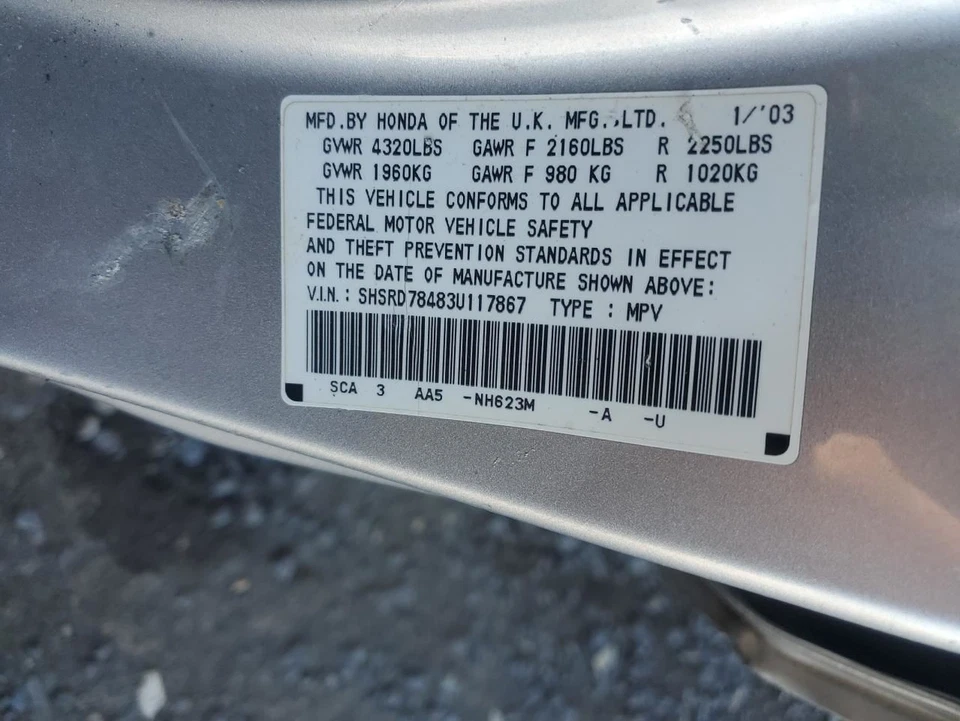 MFD.BY HONDA OF THE U.K. MFG.,LTD. 1/'03
GVWR 4320LBS GAWR F 2160LBS R 2250LBS
GVWR 1960KG GAWR F 980 KG R 1020KG
THIS VEHICLE CONFORMS TO ALL APPLICABLE
FEDERAL MOTOR VEHICLE SAFETY
AND THEFT PREVENTION STANDARDS IN EFFECT
ON THE DATE OF MANUFACTURE SHOWN ABOVE:
V.I.N. : SHSRD78483U117867 TYPE : MPV
SCA 3 AA5 -NH623M -A -U